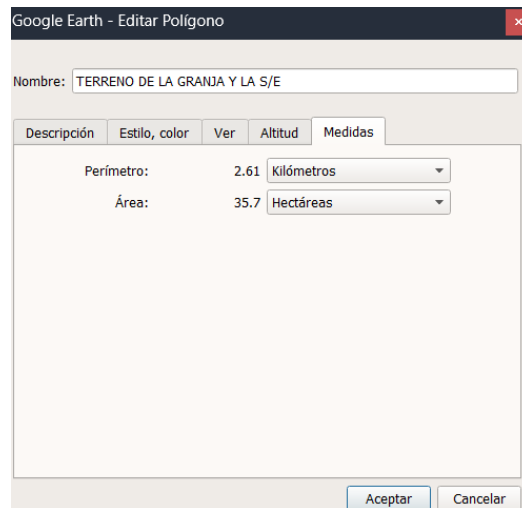 Google Earth - Editar Polígono
Nombre: TERRENO DE LA GRANJA Y LA S/E
Descripción Estilo, color Ver Altitud Medidas
Perímetro: 2.61 Kilómetros
Área: 35.7 Hectáreas
Aceptar Cancelar